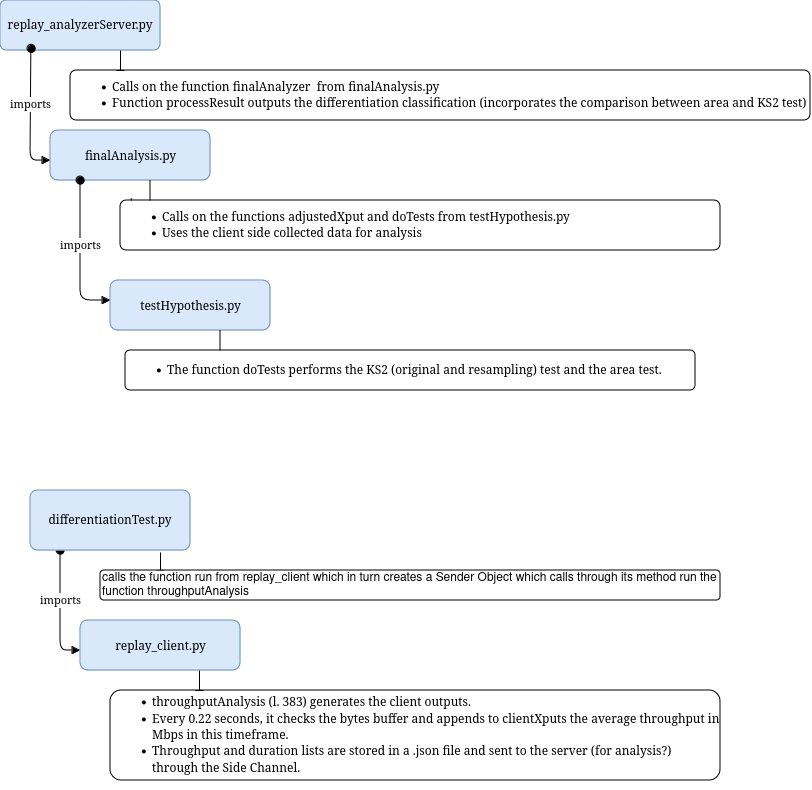 replay_analyzerServer.py
Calls on the function finalAnalyzer from finalAnalysis.py
Function processResult outputs the differentiation classification (incorporates the comparison between area and KS2 test)
imports
finalAnalysis.py
Calls on the functions adjustedXput and doTests from testHypothesis.py
Uses the client side collected data for analysis
imports
testHypothesis.py
The function doTests performs the KS2 (original and resampling) test and the area test.
differentiationTest.py
calls the function run from replay_client which in turn creates a Sender Object which calls through its method run the
function throughputAnalysis
imports
replay_client.py
throughputAnalysis (l. 383) generates the client outputs.
Every 0.22 seconds, it checks the bytes buffer and appends to clientXputs the average throughput in
Mbps in this timeframe.
Throughput and duration lists are stored in a .json file and sent to the server (for analysis?)
through the Side Channel.